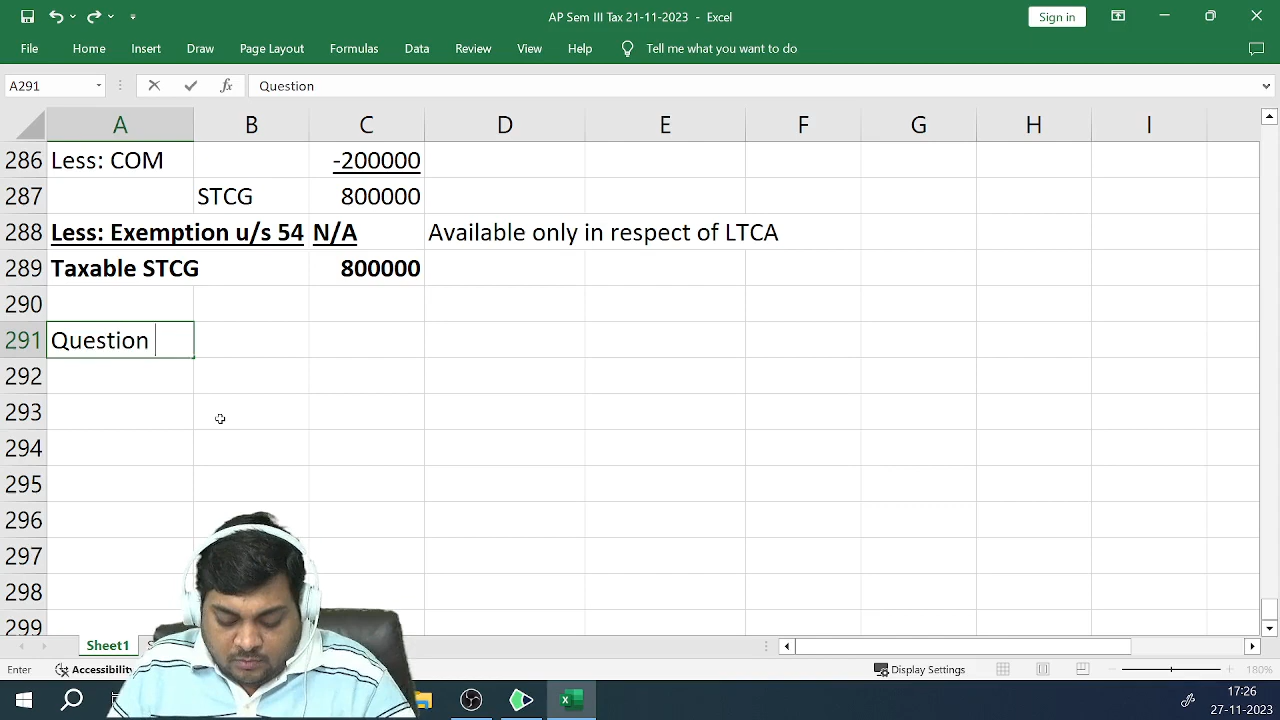 AP Sem III Tax 21-11-2023 - Excel
Sign in
File Home Insert Draw Page Layout Formulas Data Review View Help Tell me what you want to do
A291 fx Question
A B C D E F G H I
286 Less: COM -200000
287 STCG 800000
288 Less: Exemption u/s 54 N/A Available only in respect of LTCA
289 Taxable STCG 800000
290
291 Question
292
293
294
295
296
297
298
299
Sheet1
Enter Display Settings 180%
17:26
27-11-2023